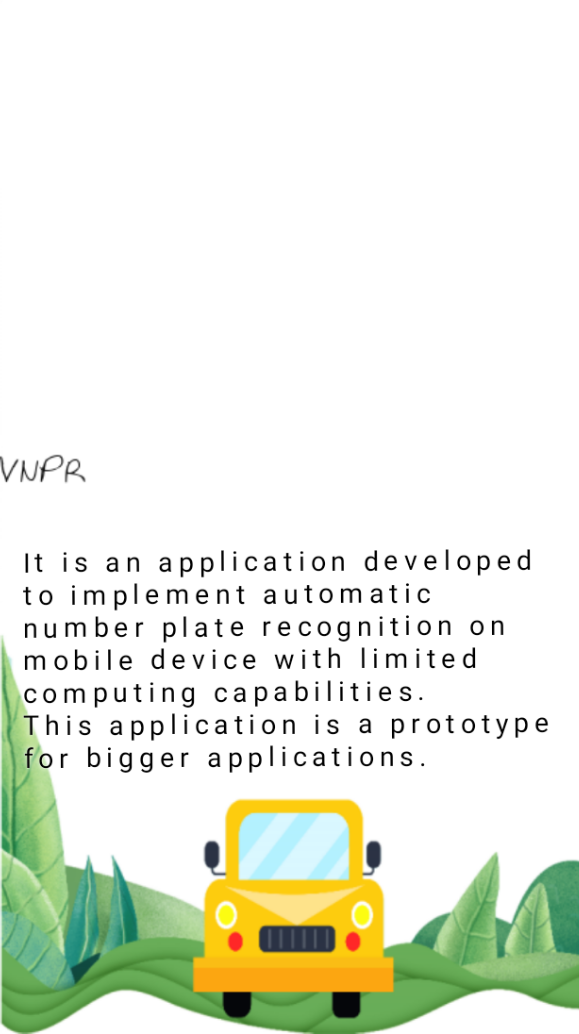 VNPR
It is an application developed
to implement automatic
number plate recognition on
mobile device with limited
computing capabilities.
This application is a prototype
for bigger applications.